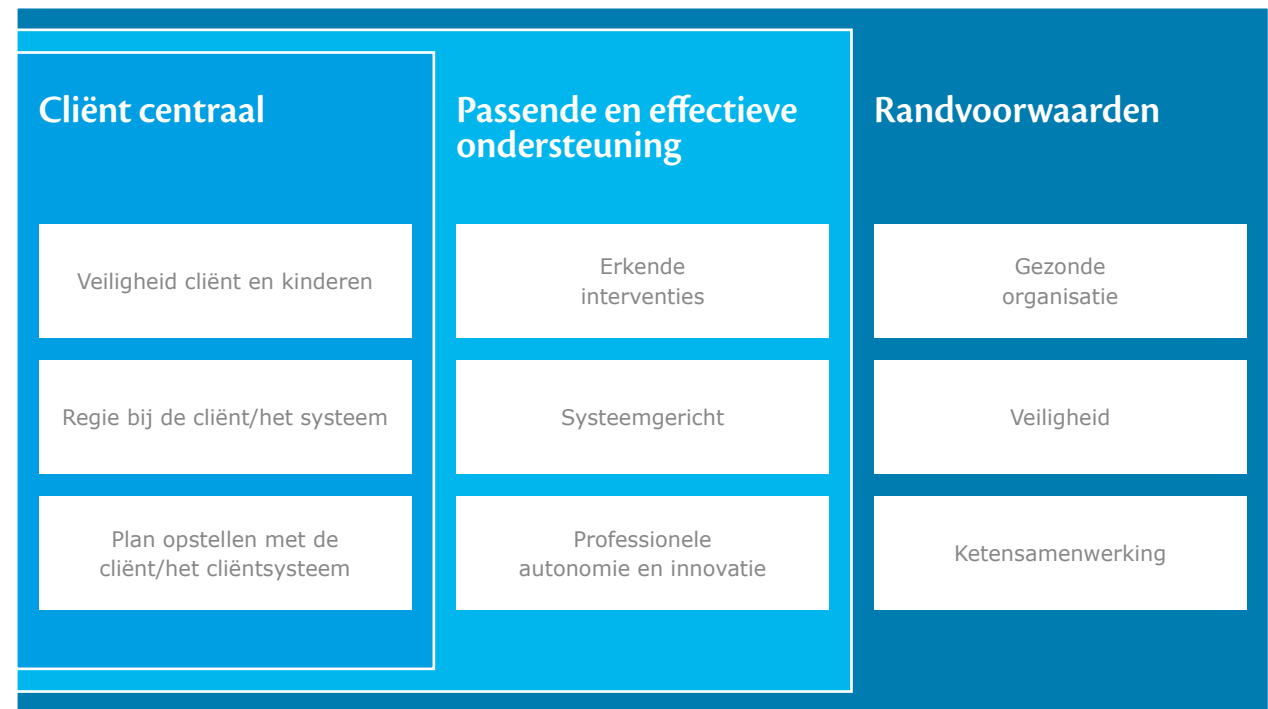 Cliënt centraal
Veiligheid cliënt en kinderen
Regie bij de cliënt/het systeem
Plan opstellen met de
cliënt/het cliëntsysteem
Passende en effectieve
ondersteuning
Erkende
interventies
Systeemgericht
Professionele
autonomie en innovatie
Randvoorwaarden
Gezonde
organisatie
Veiligheid
Ketensamenwerking